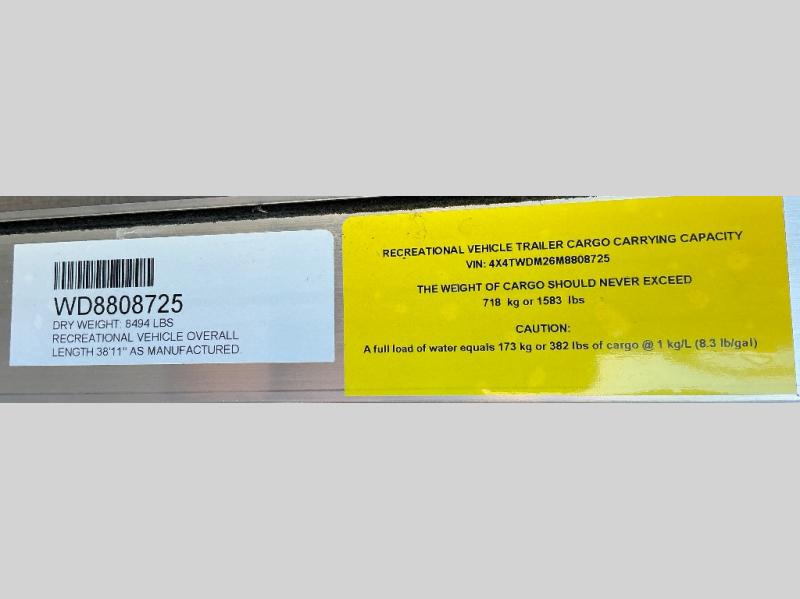 WD8808725
DRY WEIGHT: 8494 LBS
RECREATIONAL VEHICLE OVERALL
LENGTH 38'11" AS MANUFACTURED
RECREATIONAL VEHICLE TRAILER CARGO CARRYING CAPACITY
VIN: 4X4TWDM26M8808725
THE WEIGHT OF CARGO SHOULD NEVER EXCEED
718 kg or 1583 lbs
CAUTION:
A full load of water equals 173 kg or 382 lbs of cargo @ 1 kg/L (8.3 lb/gal)